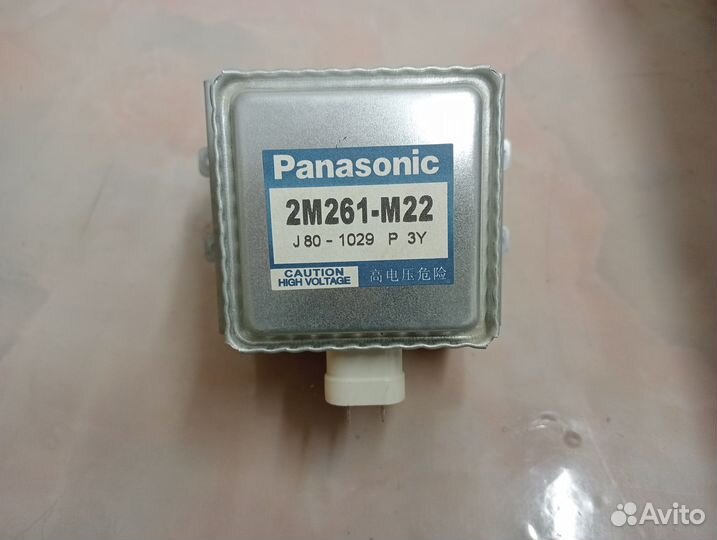 Panasonic
2M261-M22
J80-1029 P 3Y
CAUTION
HIGH VOLTAGE
高电压危险
Avito